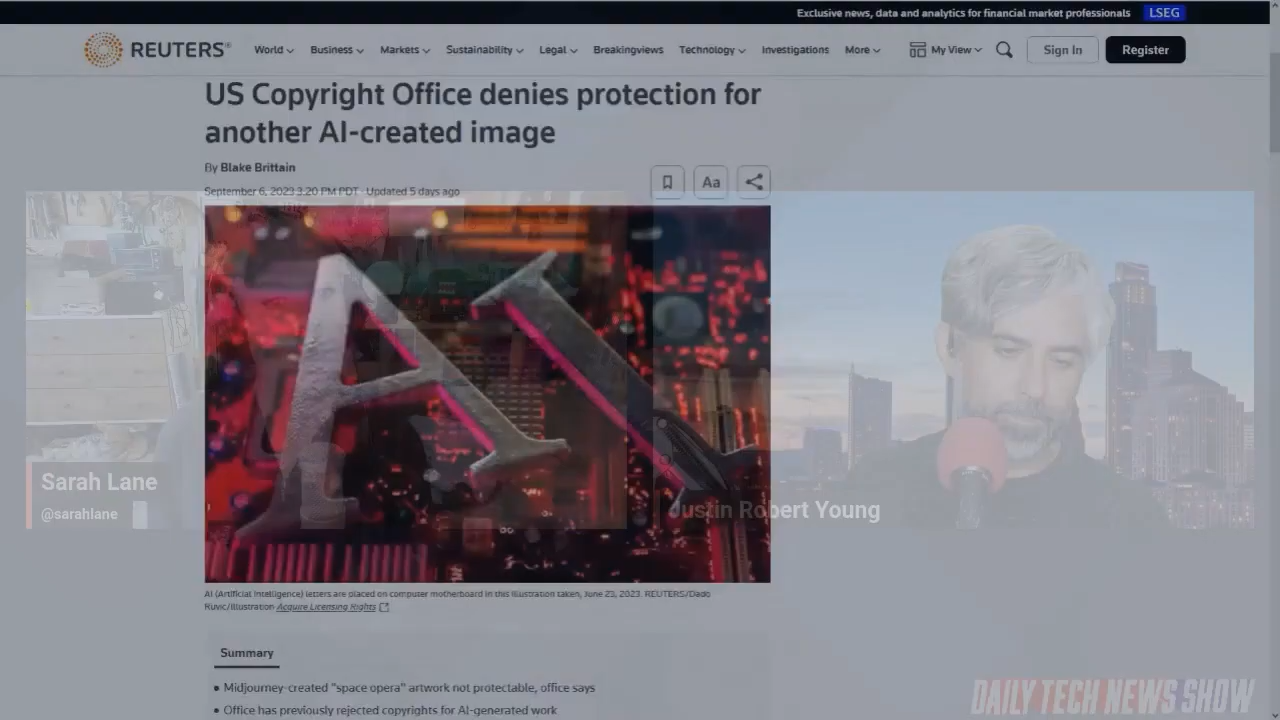 Exclusive news, data and analytics for financial market professionals LSEG
REUTERS®
World Business Markets Sustainability Legal Breakingviews Technology Investigations More My View Sign In Register
US Copyright Office denies protection for
another AI-created image
By Blake Brittain
September 6, 2023 3:20 PM PDT · Updated 5 days ago
Aa
AI
Sarah Lane
@sarahlane
Justin Robert Young
AI (Artificial Intelligence) letters are placed on computer motherboard in this illustration taken, June 23, 2023. REUTERS/Dado
Ruvic/Illustration Acquire Licensing Rights
Summary
• Midjourney-created "space opera" artwork not protectable, office says
• Office has previously rejected copyrights for AI-generated work
DAILY TECH NEWS SHOW